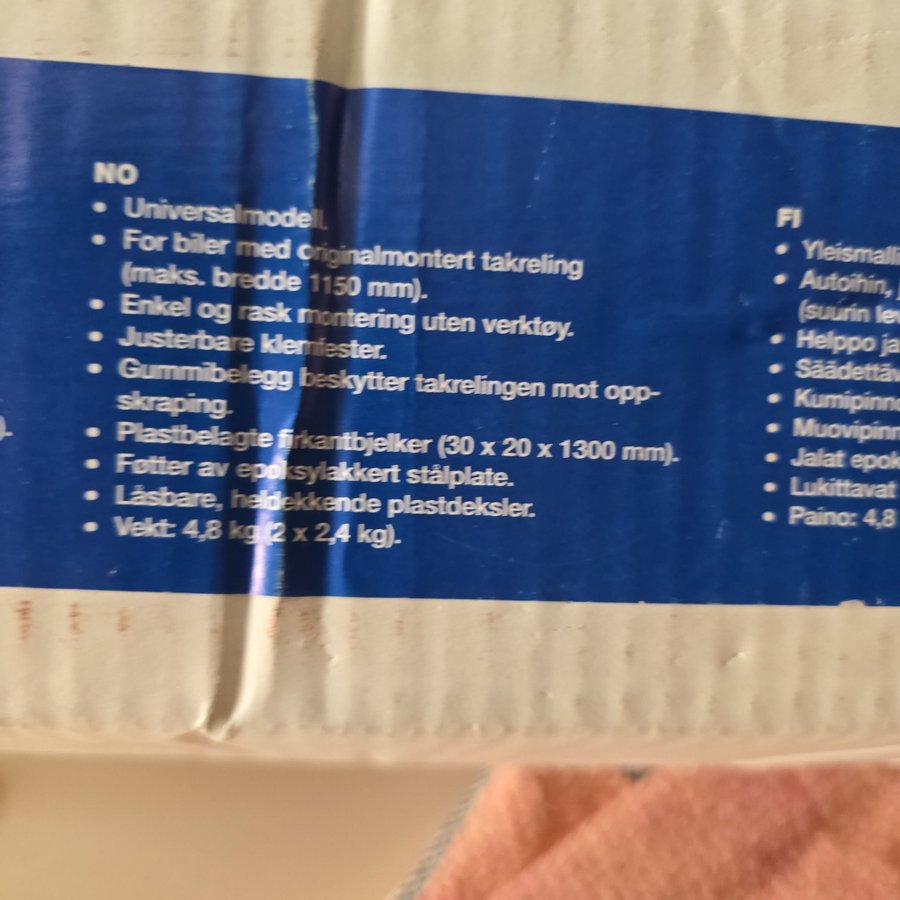 NO
• Universalmodell.
• For biler med originalmontert takreling
(maks. bredde 1150 mm).
• Enkel og rask montering uten verktøy.
• Justerbare klemfester.
• Gummibelegg beskytter takrelingen mot opp-
skraping.
• Plastbelagte firkantbjelker (30 x 20 x 1300 mm).
• Føtter av epoksylakkert stålplate.
• Låsbare, heldekkende plastdeksler.
• Vekt: 4,8 kg (2 x 2,4 kg).
).
FI
• Yleismalli
• Autoihin,
(suurin lev
• Helppo ja
• Säädettäv
• Kumipinno
• Muovipinn
• Jalat epok
• Lukittavat
• Paino: 4,8